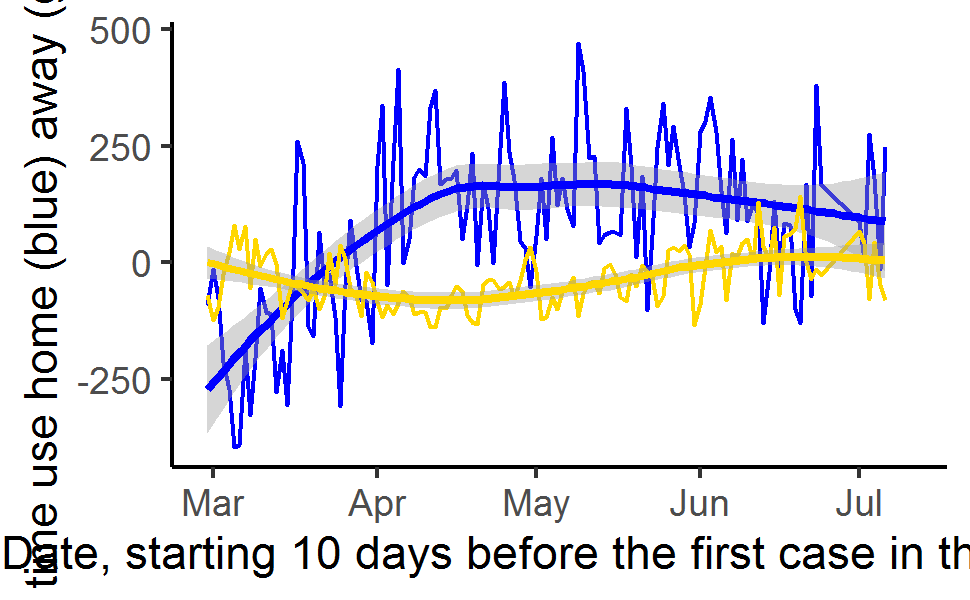 time use home (blue) away (
500
250
0
-250
Mar Apr May Jun Jul
Date, starting 10 days before the first case in th